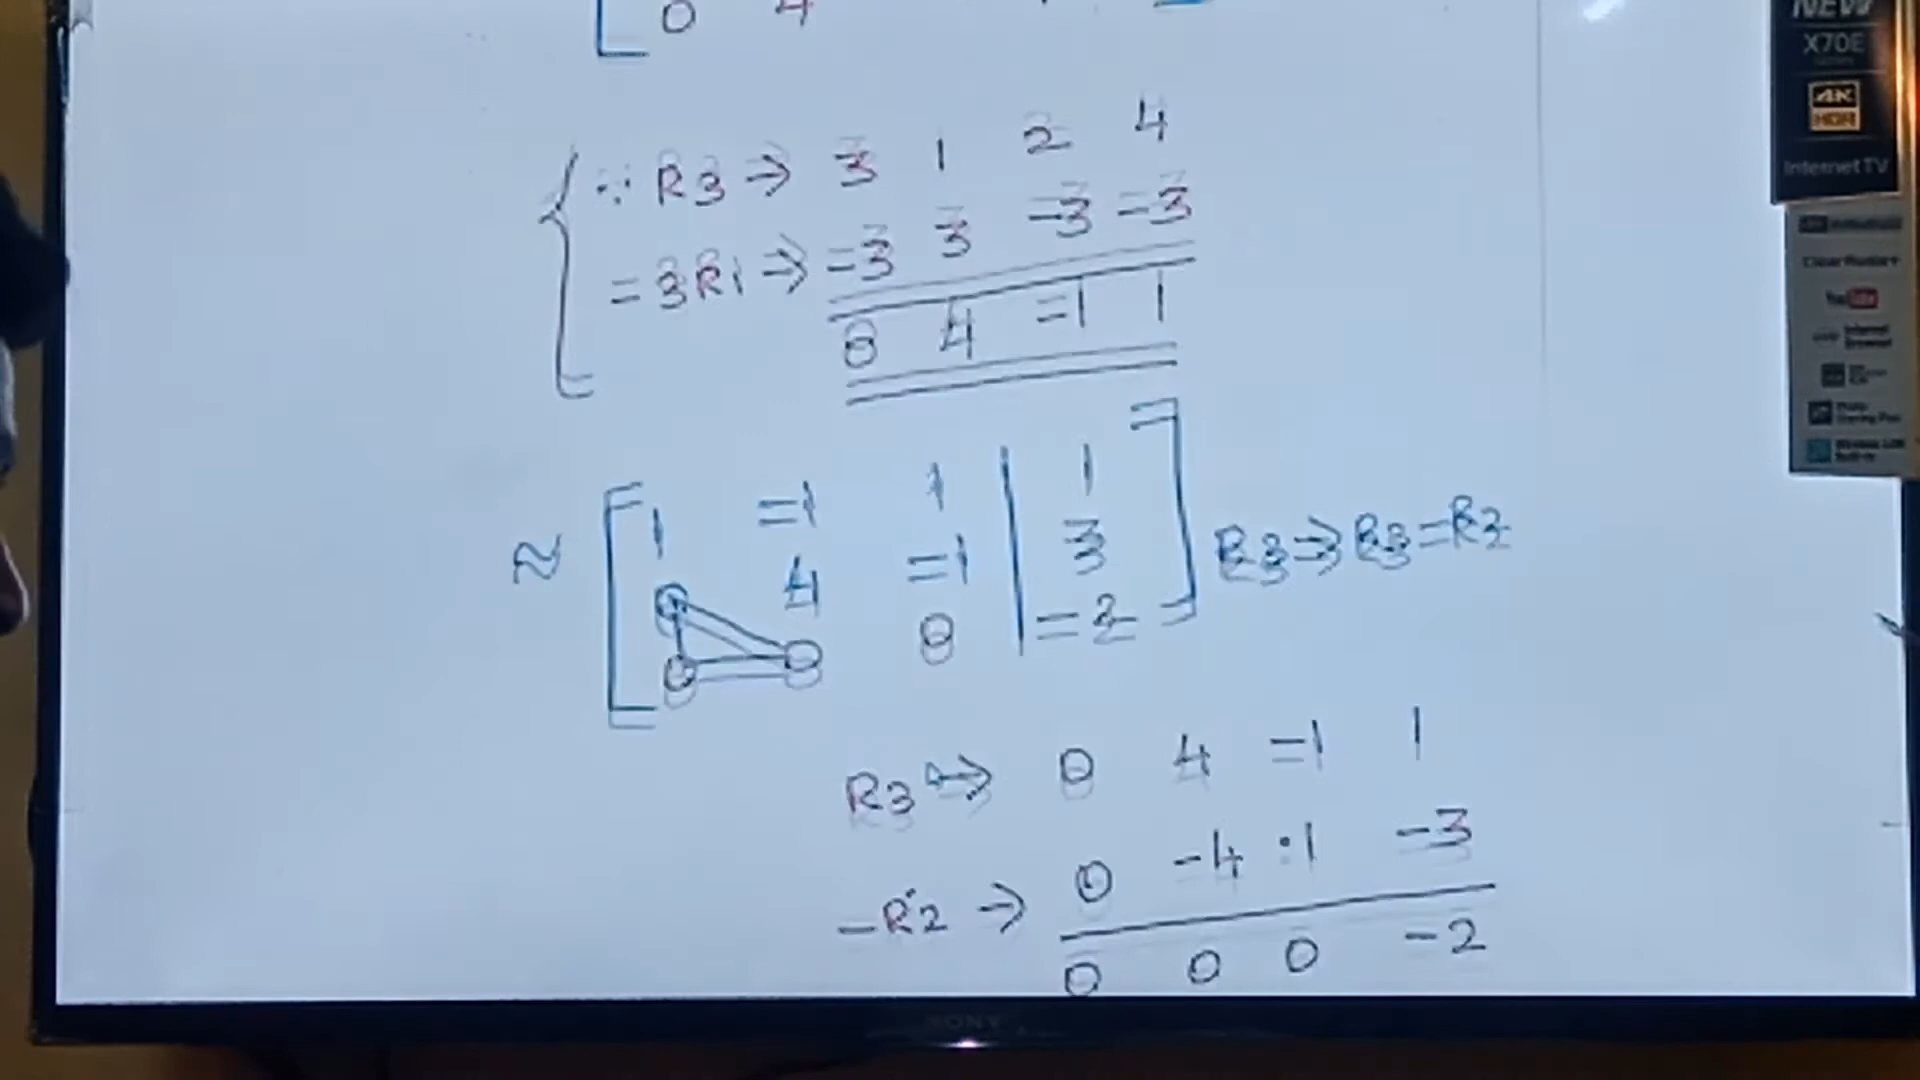 0 4
∵ R3 → 3 1 2 4
-3R1 → -3 3 -3 -3
0 4 -1 1
≈ [ 1 -1 1 | 1 ]
0 4 -1 | 3 R3 → R3 - R2
0 0 0 | -2
R3 → 0 4 -1 1
-R2 → 0 -4 1 -3
0 0 0 -2
NEW
X70E
4K
HDR
Internet TV
YouTube
SONY